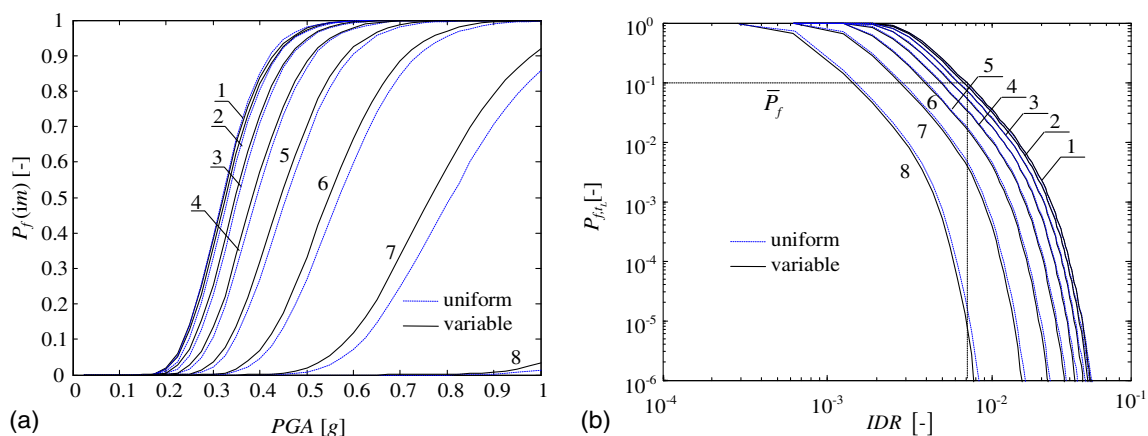 1
0.9
0.8
0.7
0.6
0.5
0.4
0.3
0.2
0.1
0
P_f(im) [-]
1
2
3
4
5
6
7
8
uniform
variable
0 0.1 0.2 0.3 0.4 0.5 0.6 0.7 0.8 0.9 1
(a)
PGA [g]
10^0
10^-1
10^-2
10^-3
10^-4
10^-5
10^-6
P_{f,t_L}[-]
P̅_f
5
4
3
2
1
6
7
8
uniform
variable
10^-4 10^-3 10^-2 10^-1
(b)
IDR [-]